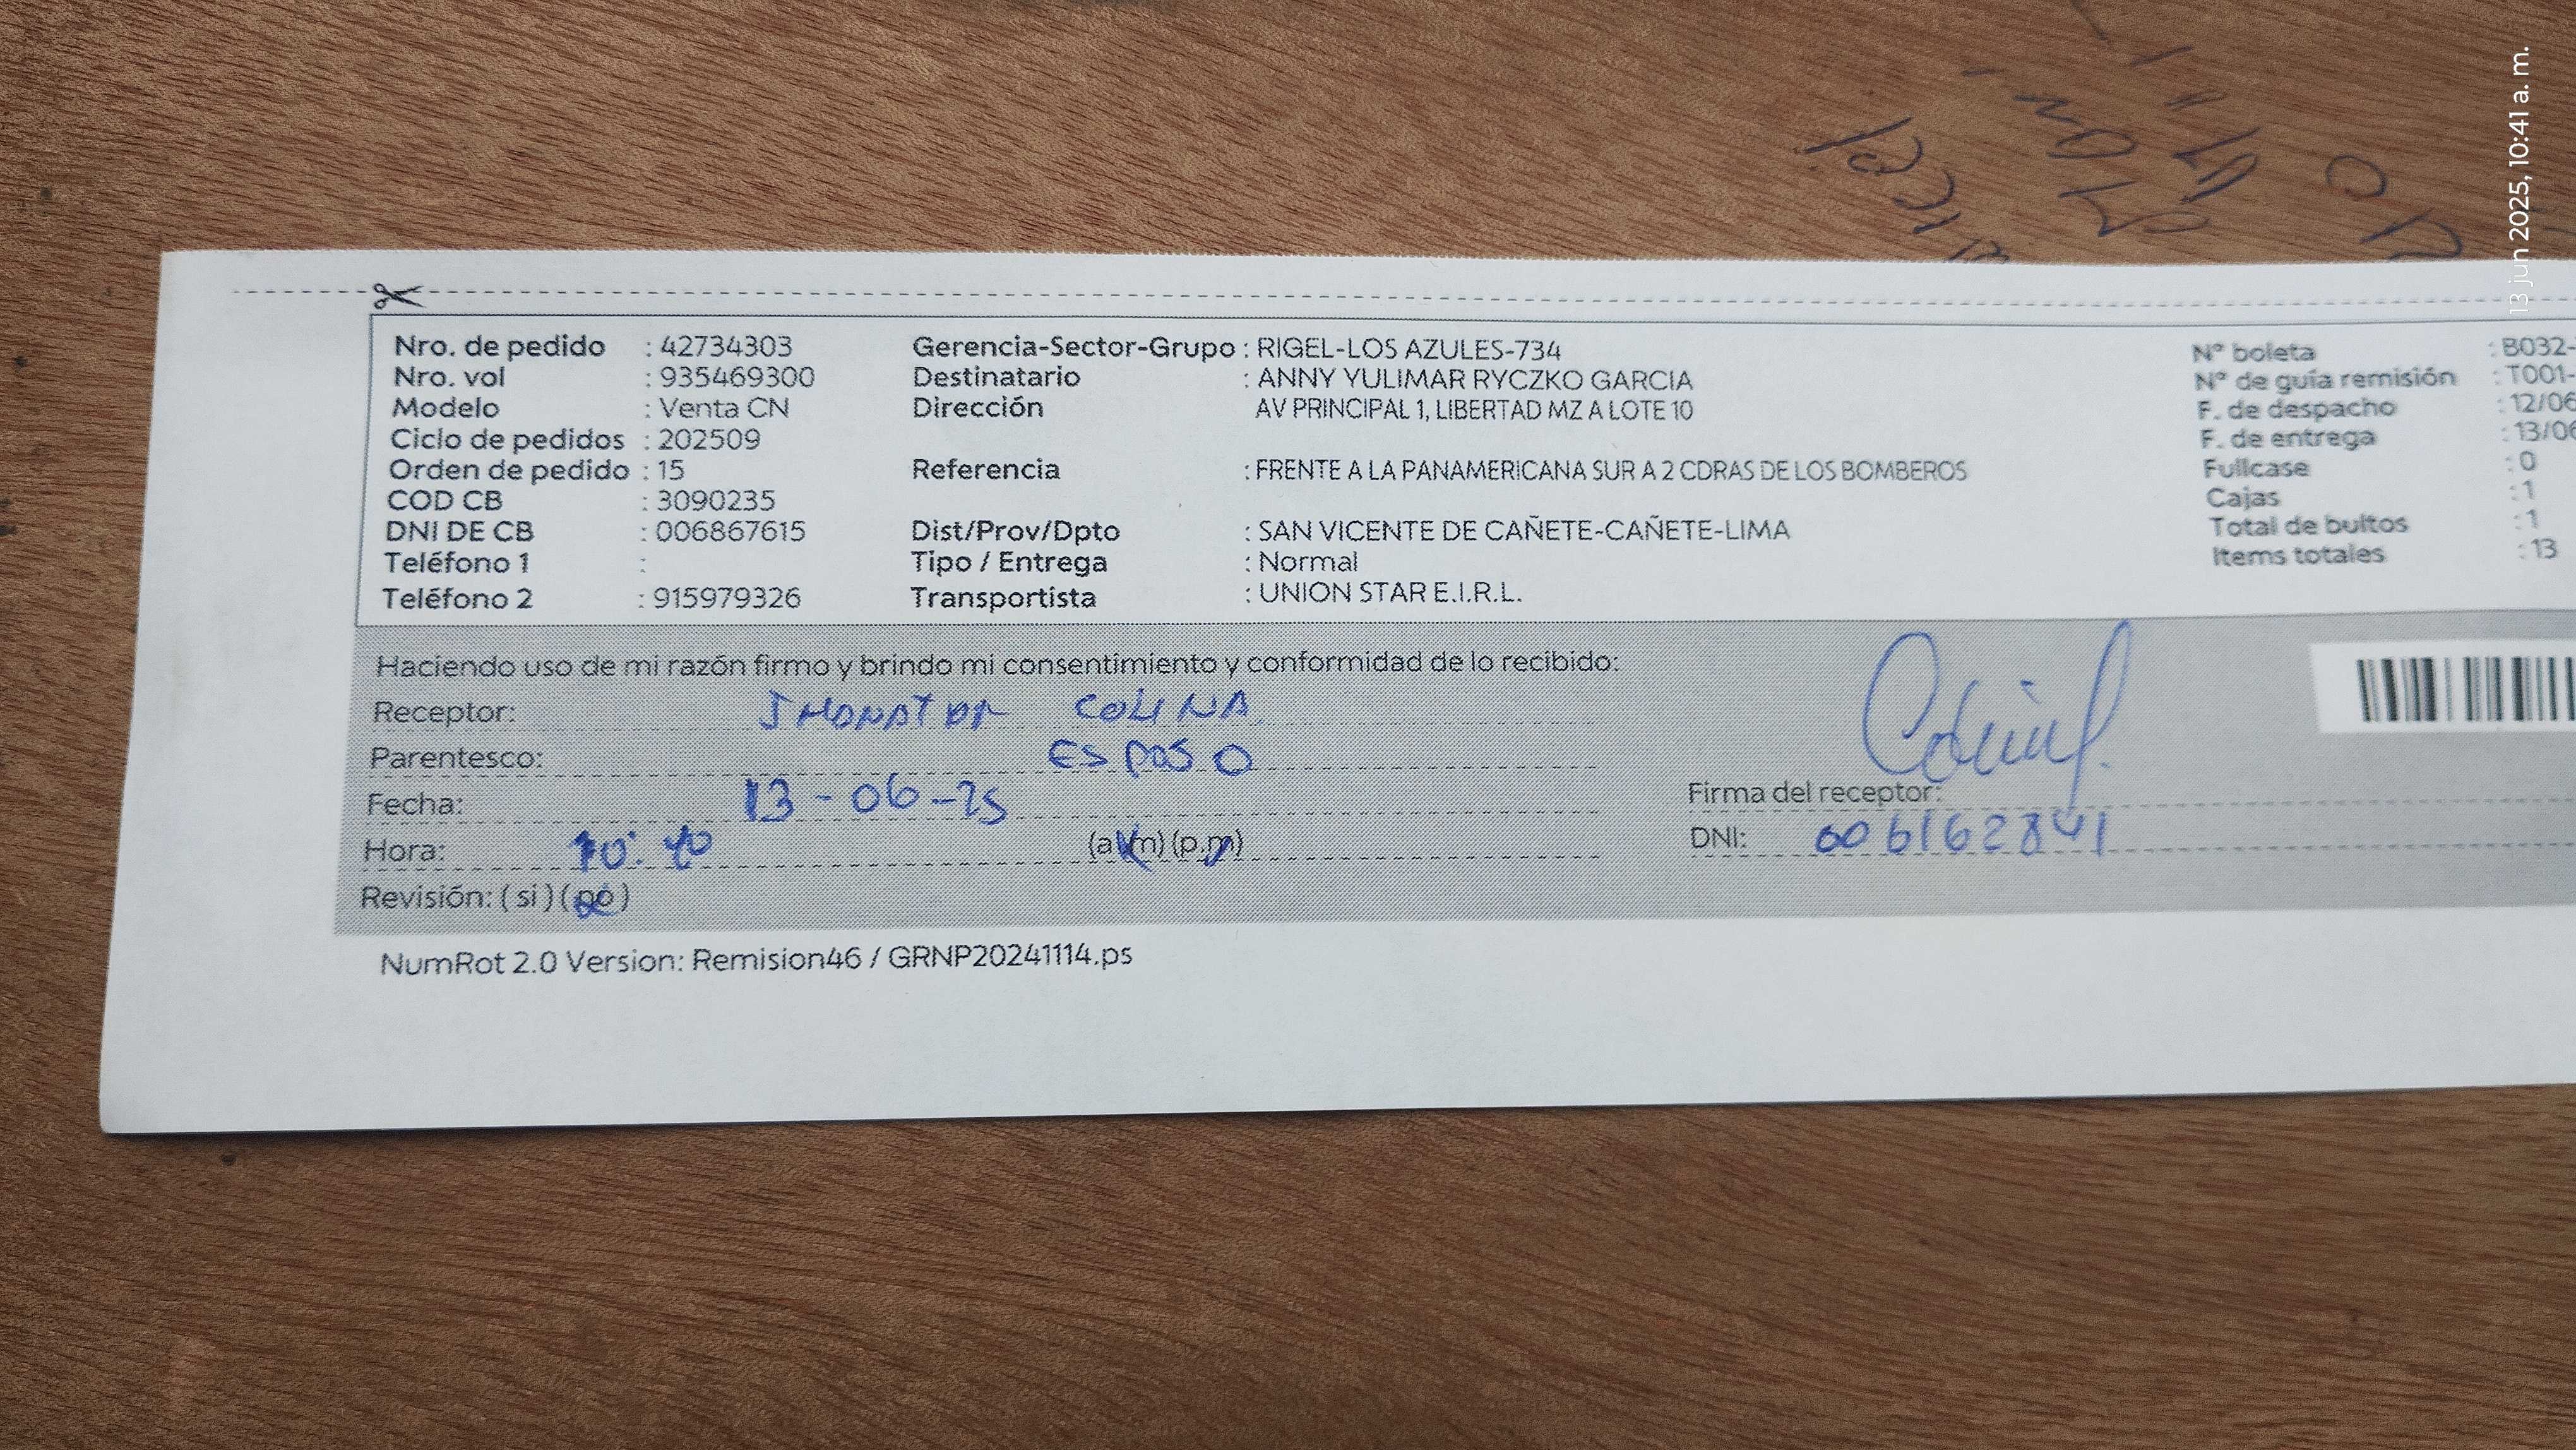 13 jun 2025, 10:41 a. m.
Nro. de pedido : 42734303 Gerencia-Sector-Grupo : RIGEL-LOS AZULES-734 N° boleta : B032-
Nro. vol : 935469300 Destinatario : ANNY YULIMAR RYCZKO GARCIA N° de guía remisión : T001-
Modelo : Venta CN Dirección AV PRINCIPAL 1, LIBERTAD MZ A LOTE 10 F. de despacho : 12/06
Ciclo de pedidos : 202509 F. de entrega : 13/06
Orden de pedido : 15 Referencia : FRENTE A LA PANAMERICANA SUR A 2 CDRAS DE LOS BOMBEROS Fullcase : 0
COD CB : 3090235 Cajas : 1
DNI DE CB : 006867615 Dist/Prov/Dpto : SAN VICENTE DE CAÑETE-CAÑETE-LIMA Total de bultos : 1
Teléfono 1 : Tipo / Entrega : Normal Items totales : 13
Teléfono 2 : 915979326 Transportista : UNION STAR E.I.R.L.
Haciendo uso de mi razón firmo y brindo mi consentimiento y conformidad de lo recibido:
Receptor: JHONATAN COLINA
Parentesco: ESPOSO
Fecha: 13-06-25 Firma del receptor:
Hora: 10:40 (a.m) (p.m) DNI: 006162841
Revisión: ( si ) ( no )
NumRot 2.0 Version: Remision46 / GRNP20241114.ps